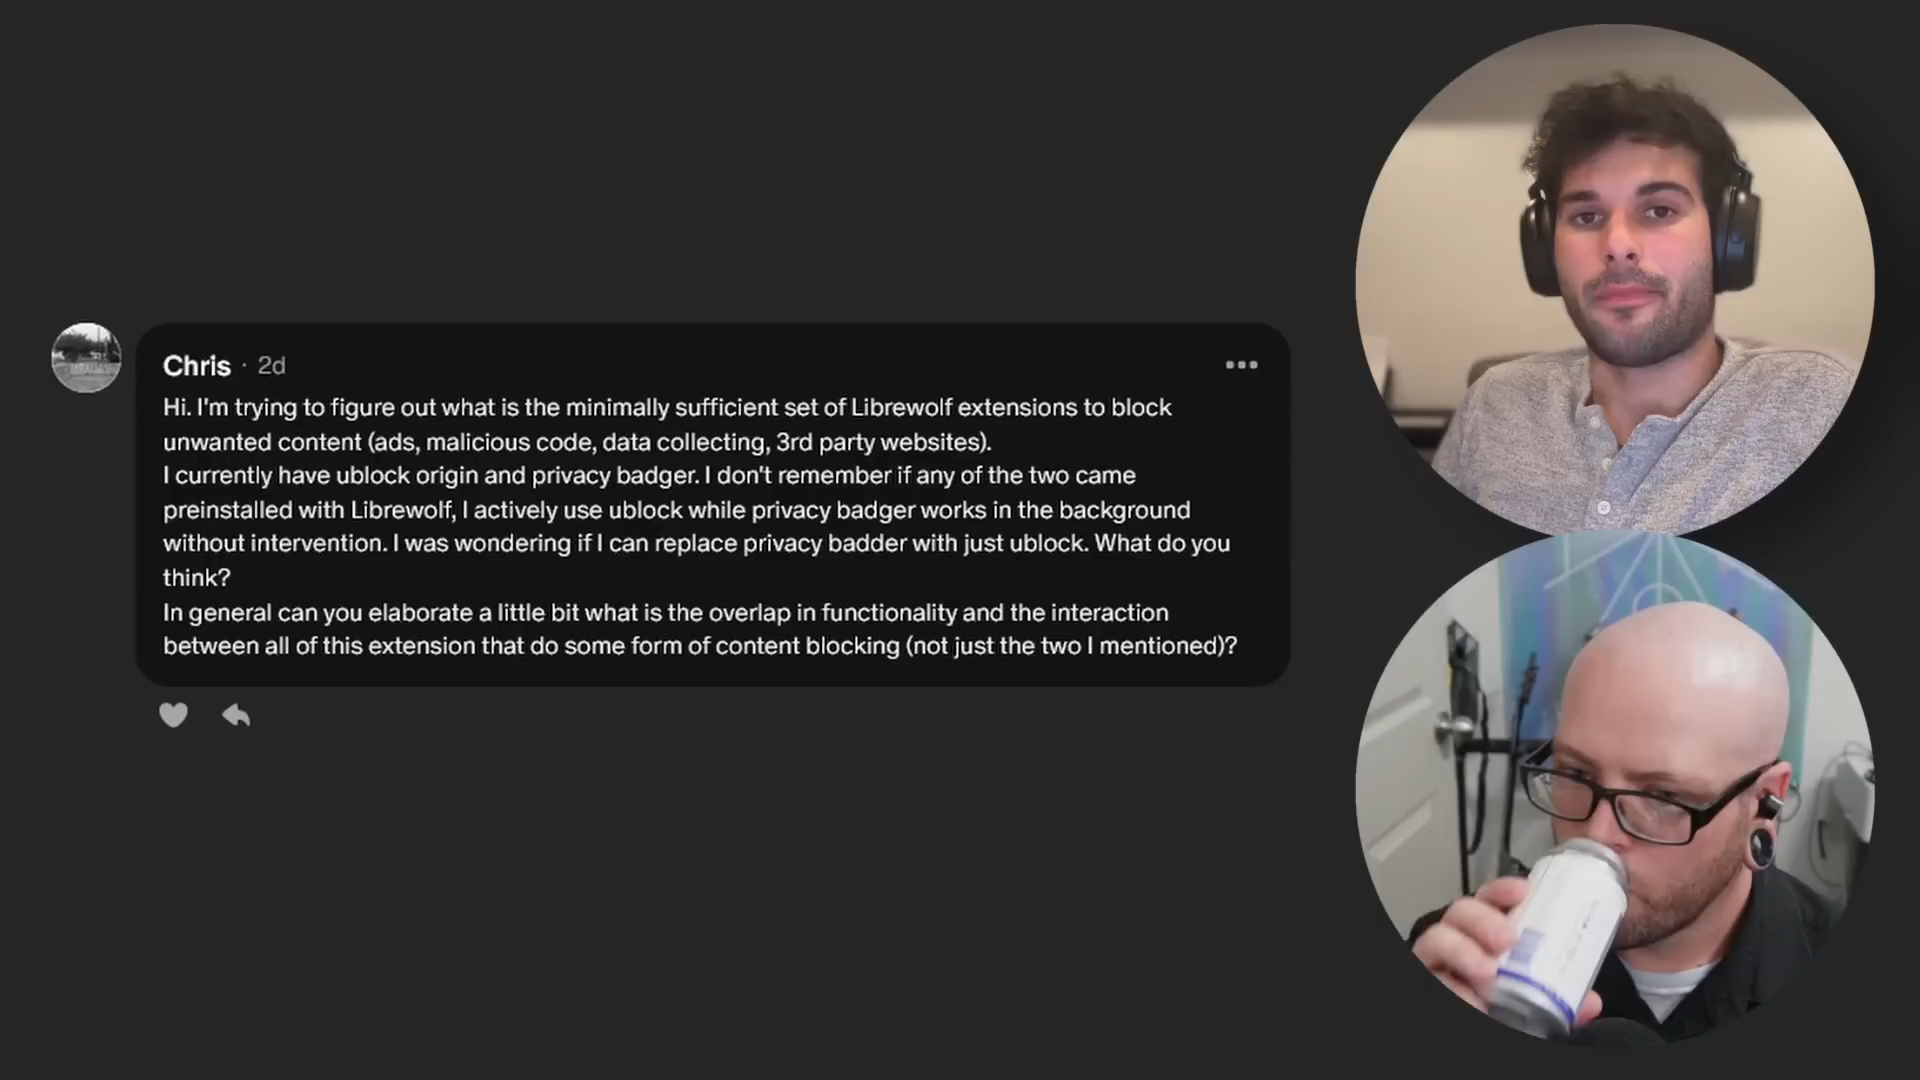 Chris · 2d
Hi. I'm trying to figure out what is the minimally sufficient set of Librewolf extensions to block
unwanted content (ads, malicious code, data collecting, 3rd party websites).
I currently have ublock origin and privacy badger. I don't remember if any of the two came
preinstalled with Librewolf, I actively use ublock while privacy badger works in the background
without intervention. I was wondering if I can replace privacy badder with just ublock. What do you
think?
In general can you elaborate a little bit what is the overlap in functionality and the interaction
between all of this extension that do some form of content blocking (not just the two I mentioned)?